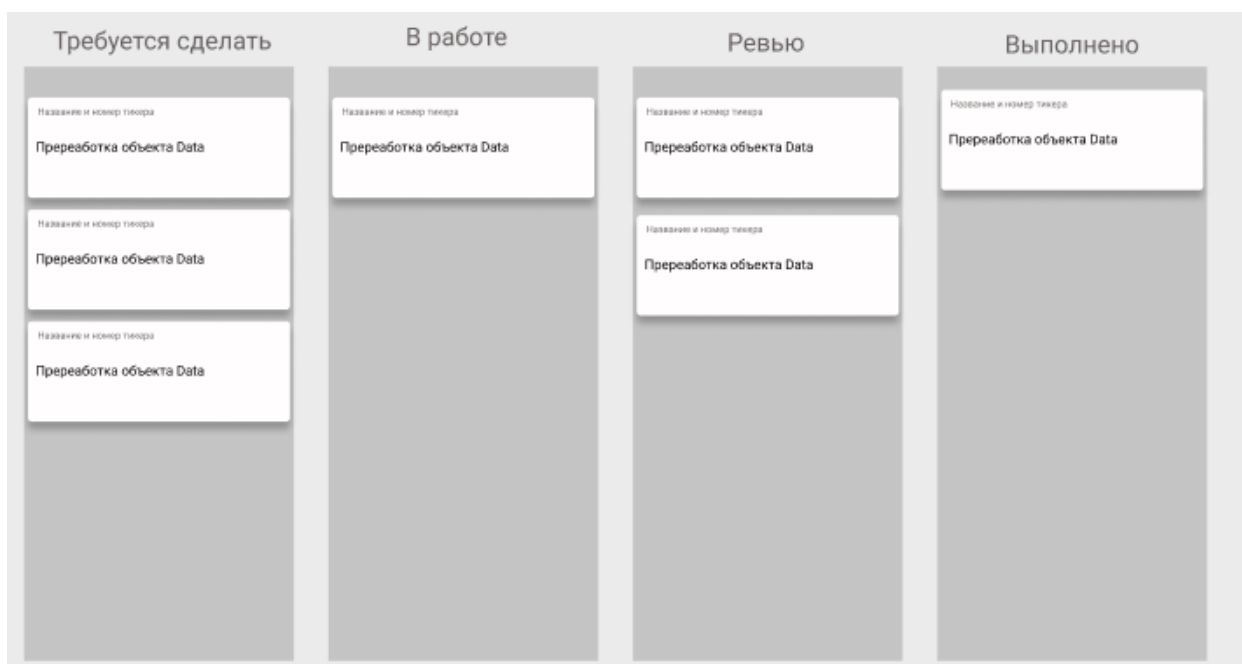 Требуется сделать
В работе
Ревью
Выполнено
Название и номер тикера
Пререаботка объекта Data
Название и номер тикера
Пререаботка объекта Data
Название и номер тикера
Пререаботка объекта Data
Название и номер тикера
Пререаботка объекта Data
Название и номер тикера
Пререаботка объекта Data
Название и номер тикера
Пререаботка объекта Data
Название и номер тикера
Пререаботка объекта Data